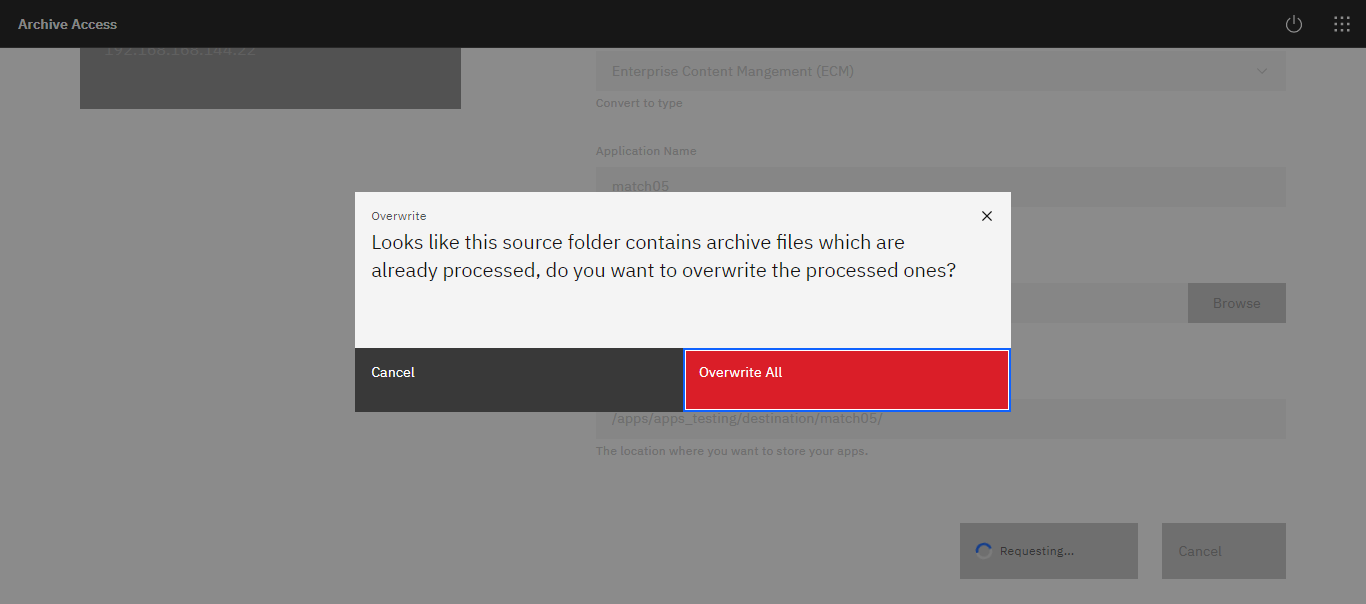 Archive Access
192.168.168.144.22
Enterprise Content Mangement (ECM)
Convert to type
Application Name
match05
Overwrite
Looks like this source folder contains archive files which are
already processed, do you want to overwrite the processed ones?
Browse
Cancel
Overwrite All
/apps/apps_testing/destination/match05/
The location where you want to store your apps.
Requesting...
Cancel